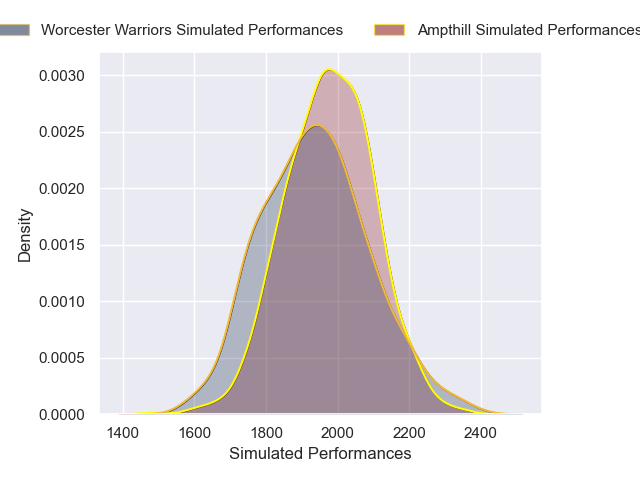 Worcester Warriors Simulated Performances
Ampthill Simulated Performances
0.0030
0.0025
0.0020
0.0015
0.0010
0.0005
0.0000
Density
1400 1600 1800 2000 2200 2400
Simulated Performances